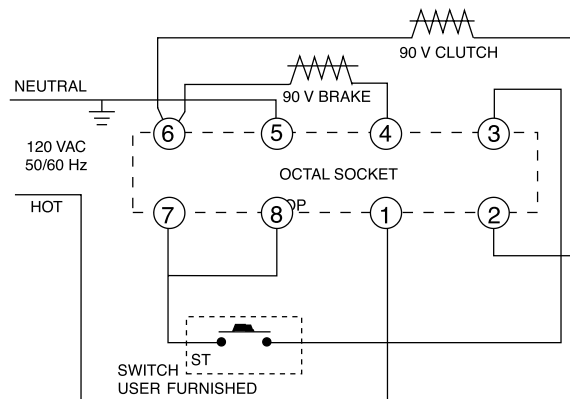 90 V CLUTCH
NEUTRAL
90 V BRAKE
6
5
4
3
120 VAC
50/60 Hz
OCTAL SOCKET
HOT
7
8
OP
1
2
ST
SWITCH
USER FURNISHED